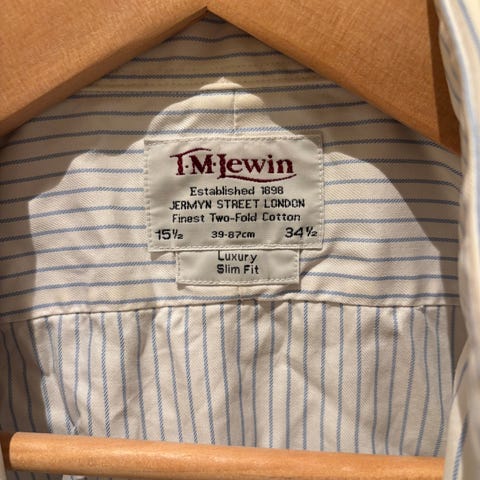 T·M·Lewin
Established 1898
JERMYN STREET LONDON
Finest Two-Fold Cotton
15½ 39-87cm 34½
Luxury
Slim Fit